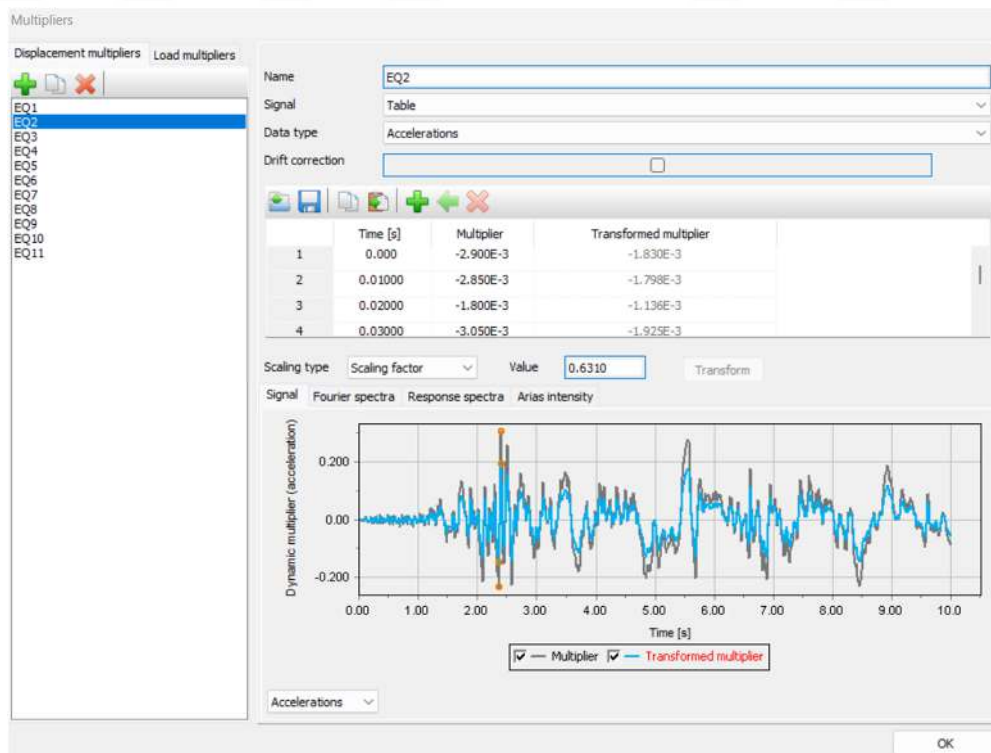 Multipliers
Displacement multipliers Load multipliers
EQ1
EQ2
EQ3
EQ4
EQ5
EQ6
EQ7
EQ8
EQ9
EQ10
EQ11
Name EQ2
Signal Table
Data type Accelerations
Drift correction
Time [s] Multiplier Transformed multiplier
1 0.000 -2.900E-3 -1.830E-3
2 0.01000 -2.850E-3 -1.798E-3
3 0.02000 -1.800E-3 -1.136E-3
4 0.03000 -3.050E-3 -1.925E-3
Scaling type Scaling factor Value 0.6310 Transform
Signal Fourier spectra Response spectra Arias intensity
Dynamic multiplier (acceleration)
0.200
0.00
-0.200
0.00 1.00 2.00 3.00 4.00 5.00 6.00 7.00 8.00 9.00 10.0
Time [s]
Multiplier Transformed multiplier
Accelerations
OK